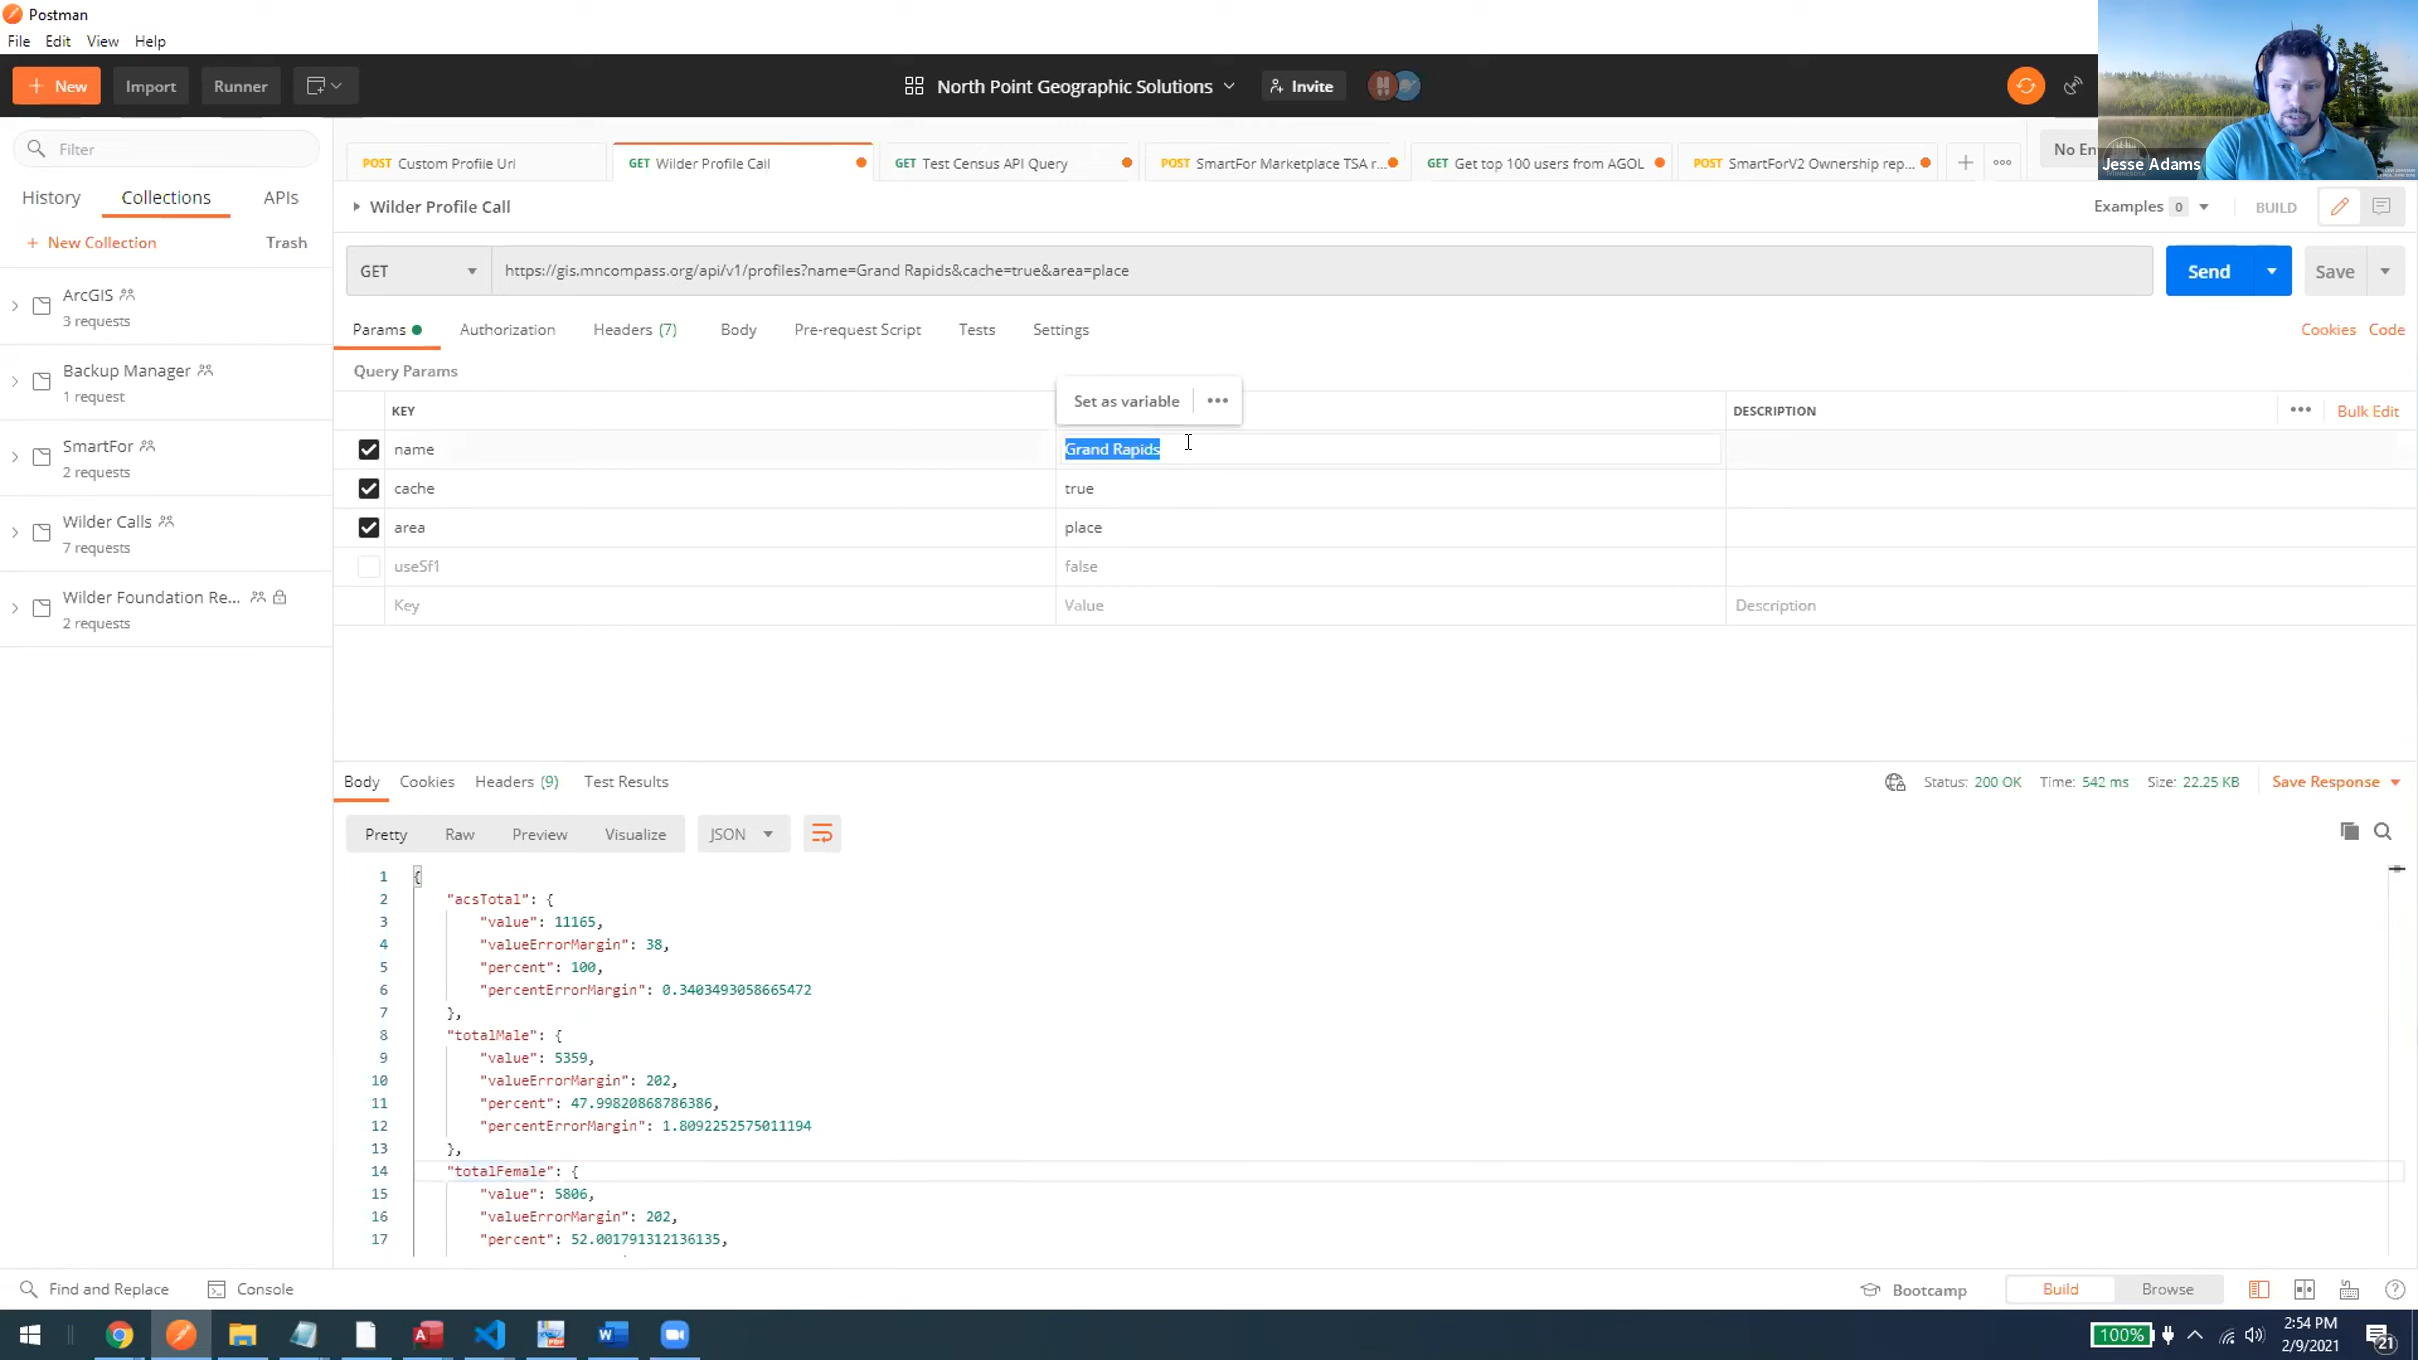 Postman
File Edit View Help
New Import Runner North Point Geographic Solutions Invite
Jesse Adams
Filter
POST Custom Profile Url GET Wilder Profile Call GET Test Census API Query POST SmartFor Marketplace TSA r... GET Get top 100 users from AGOL POST SmartForV2 Ownership rep... No En
History Collections APIs
Wilder Profile Call Examples 0 BUILD
+ New Collection Trash
GET https://gis.mncompass.org/api/v1/profiles?name=Grand Rapids&cache=true&area=place Send Save
ArcGIS
3 requests
Backup Manager
1 request
SmartFor
2 requests
Wilder Calls
7 requests
Wilder Foundation Re...
2 requests
Params Authorization Headers (7) Body Pre-request Script Tests Settings Cookies Code
Query Params
Set as variable
KEY DESCRIPTION Bulk Edit
name Grand Rapids
cache true
area place
useSf1 false
Key Value Description
Body Cookies Headers (9) Test Results Status: 200 OK Time: 542 ms Size: 22.25 KB Save Response
Pretty Raw Preview Visualize JSON
1 {
2 "acsTotal": {
3 "value": 11165,
4 "valueErrorMargin": 38,
5 "percent": 100,
6 "percentErrorMargin": 0.3403493058665472
7 },
8 "totalMale": {
9 "value": 5359,
10 "valueErrorMargin": 202,
11 "percent": 47.99820868786386,
12 "percentErrorMargin": 1.8092252575011194
13 },
14 "totalFemale": {
15 "value": 5806,
16 "valueErrorMargin": 202,
17 "percent": 52.001791312136135,
Find and Replace Console Bootcamp Build Browse
100% 2:54 PM
2/9/2021
21